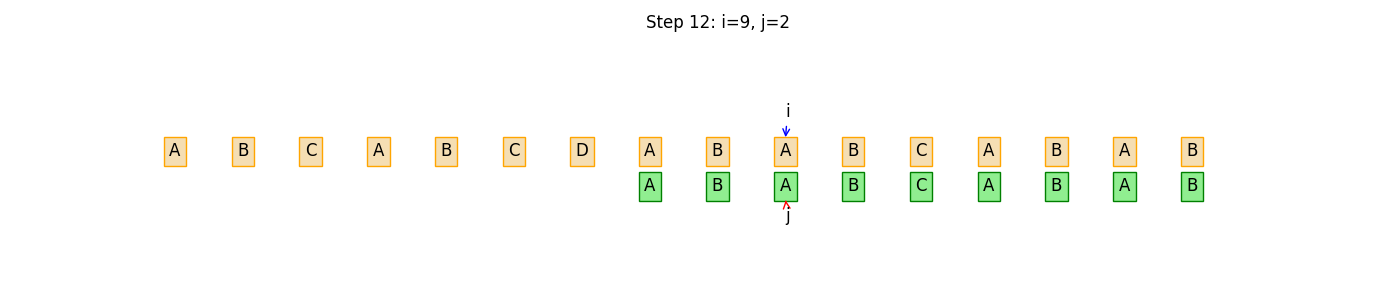 Step 12: i=9, j=2
i
A B C A B C D A B A B C A B A B
A B A B C A B A B
j